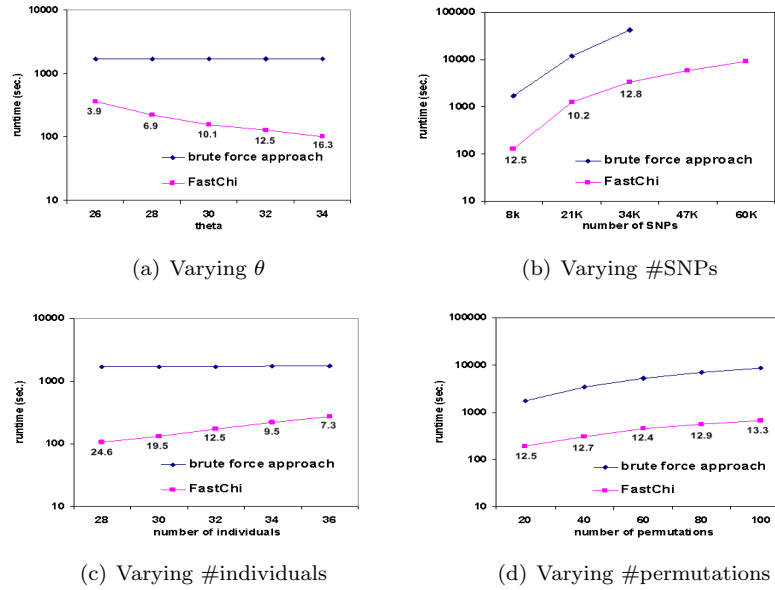 10000
1000
100
10
runtime (sec.)
3.9
6.9
10.1
12.5
16.3
brute force approach
FastChi
26 28 30 32 34
theta
(a) Varying θ
100000
10000
1000
100
10
runtime (sec.)
12.5
10.2
12.8
brute force approach
FastChi
8k 21K 34K 47K 60K
number of SNPs
(b) Varying #SNPs
10000
1000
100
10
runtime (sec.)
24.6
19.5
12.5
9.5
7.3
brute force approach
FastChi
28 30 32 34 36
number of individuals
(c) Varying #individuals
100000
10000
1000
100
10
runtime (sec.)
12.5
12.7
12.4
12.9
13.3
brute force approach
FastChi
20 40 60 80 100
number of permutations
(d) Varying #permutations